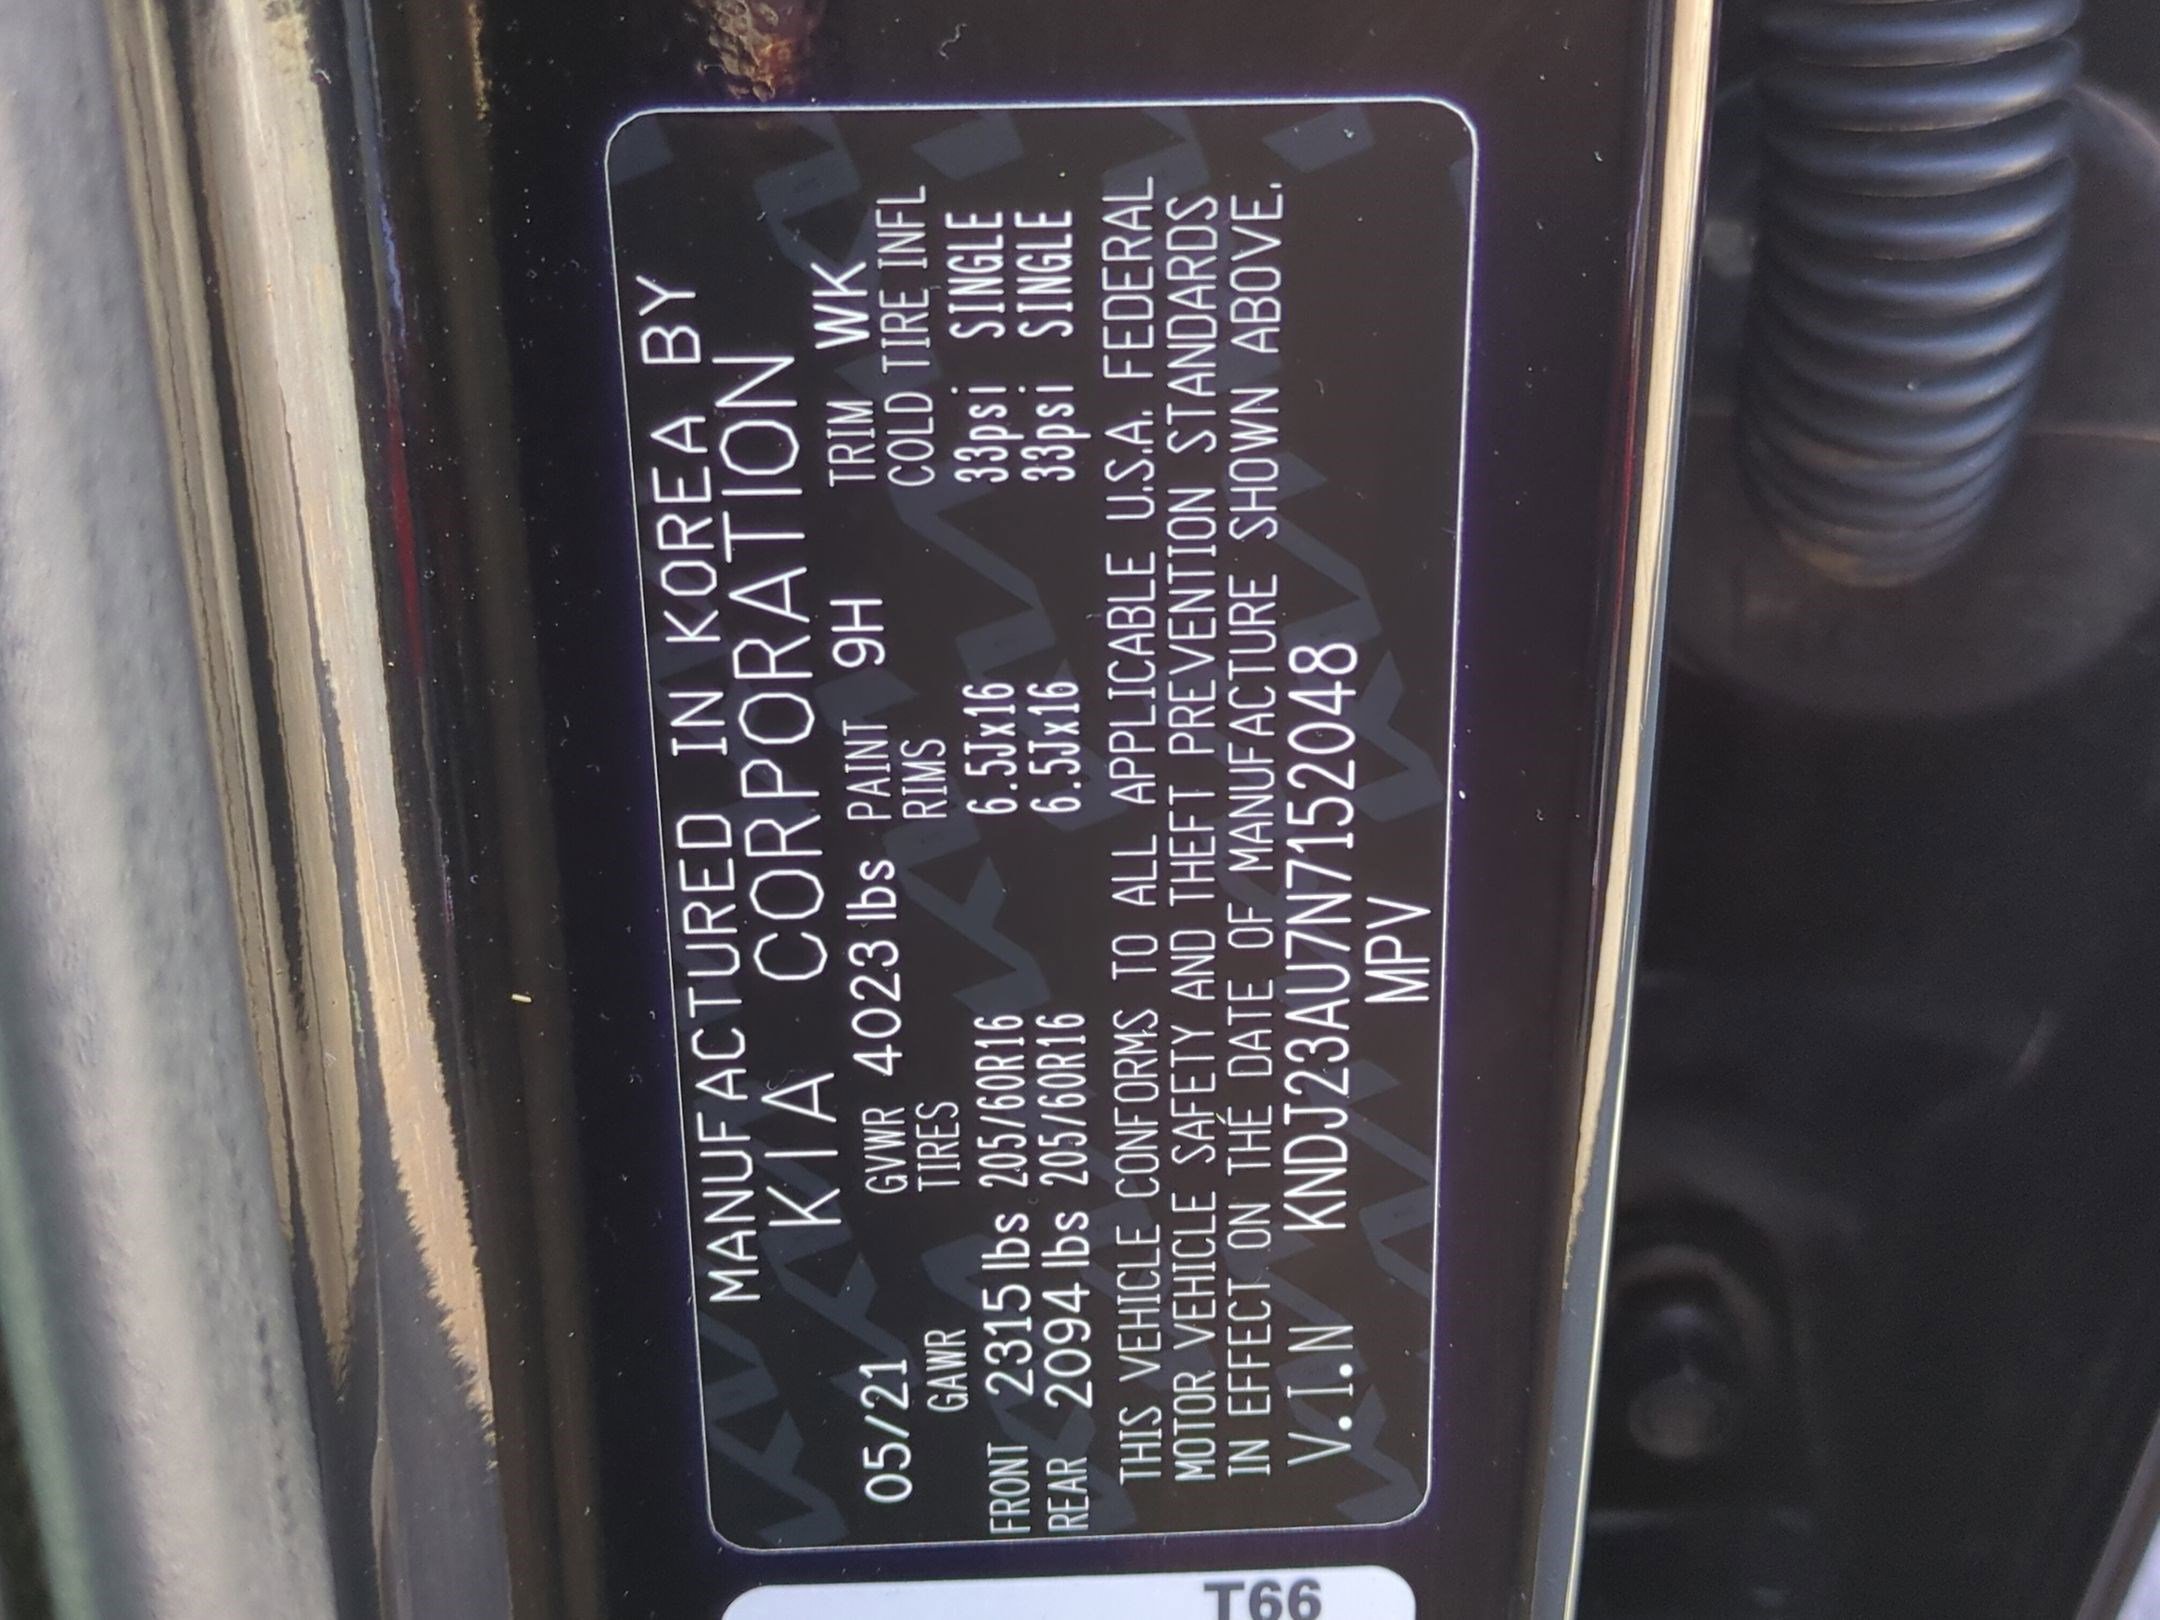 MANUFACTURED IN KOREA BY
KIA CORPORATION
05/21 GVWR 4023 lbs PAINT 9H TRIM WK
GAWR TIRES RIMS COLD TIRE INFL
FRONT 2315 lbs 205/60R16 6.5Jx16 33psi SINGLE
REAR 2094 lbs 205/60R16 6.5Jx16 33psi SINGLE
THIS VEHICLE CONFORMS TO ALL APPLICABLE U.S.A. FEDERAL
MOTOR VEHICLE SAFETY AND THEFT PREVENTION STANDARDS
IN EFFECT ON THE DATE OF MANUFACTURE SHOWN ABOVE.
V.I.N KNDJ23AU7N7152048
MPV
T66